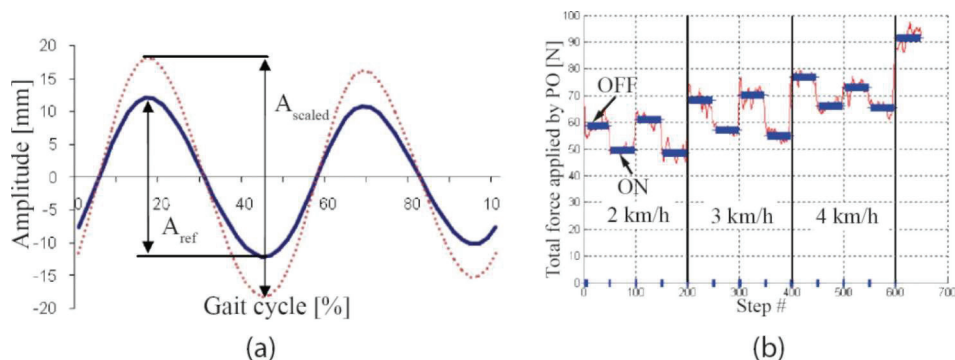 20
15
10
5
0
-5
-10
-15
-20
Amplitude [mm]
0
20
40
60
80
10
A ref
A scaled
Gait cycle [%]
(a)
100
90
80
70
60
50
40
30
20
10
0
Total force applied by PO [N]
OFF
ON
2 km/h
3 km/h
4 km/h
0
100
200
300
400
500
600
700
Step #
(b)